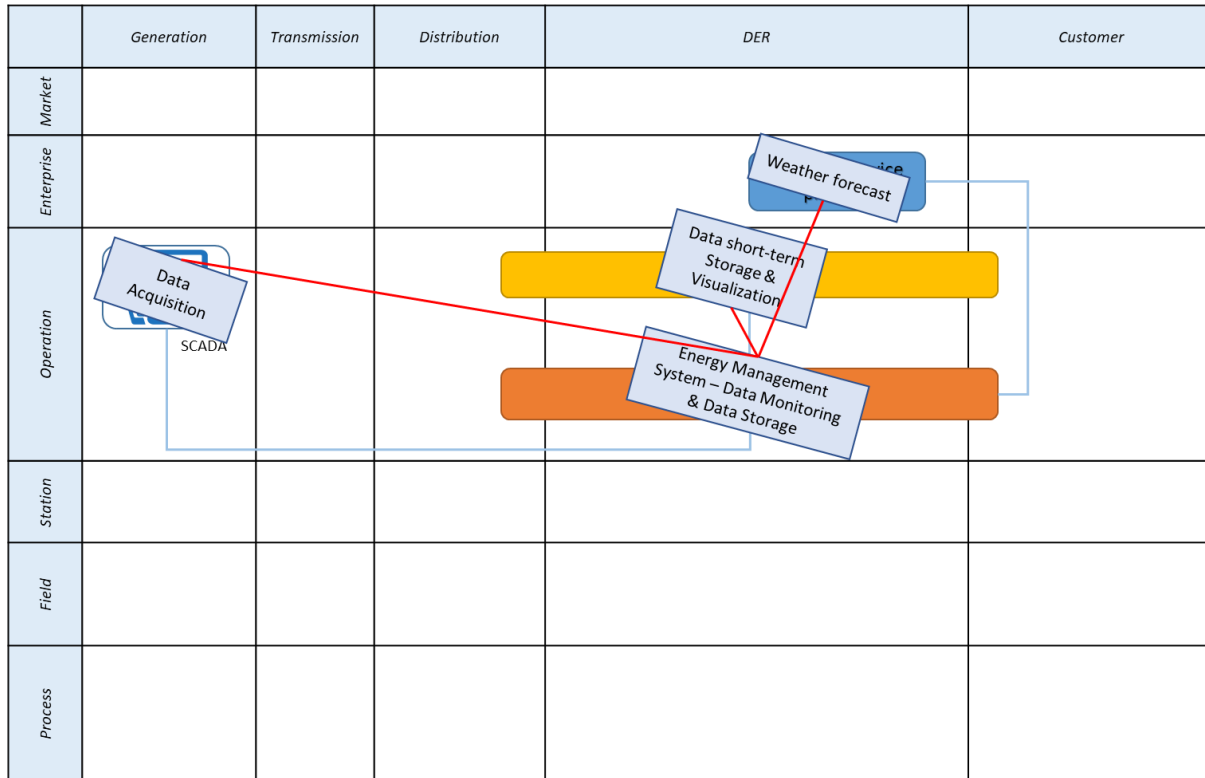 Generation
Transmission
Distribution
DER
Customer
Market
Enterprise
Weather forecast
Operation
Data
Acquisition
SCADA
Data short-term
Storage &
Visualization
Energy Management
System – Data Monitoring
& Data Storage
Station
Field
Process